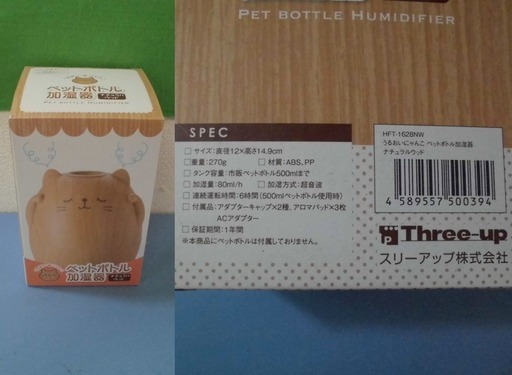 ペットボトル
加湿器
PET BOTTLE HUMIDIFIER
ペットボトル
加湿器
PET BOTTLE HUMIDIFIER
SPEC
□サイズ:直径12×高さ14.9cm
□重量:270g □材質:ABS、PP
□タンク容量:市販ペットボトル500mlまで
□加湿量:80ml/h □加湿方式:超音波
□連続運転時間:6時間(500mlペットボトル使用時)
□付属品:アダプターキャップ×2種、アロマパッド×3枚
ACアダプター
□保証期間:1年間
※本商品にペットボトルは付属しておりません。
HFT-1628NW
うるおいにゃんこ ペットボトル加湿器
ナチュラルウッド
4 589557 500394
Three-up
スリーアップ株式会社